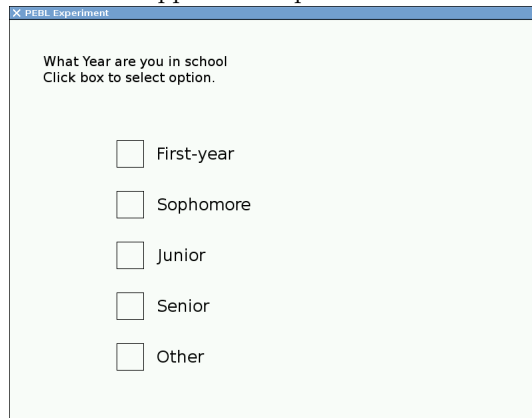 PEBL Experiment
What Year are you in school
Click box to select option.
First-year
Sophomore
Junior
Senior
Other